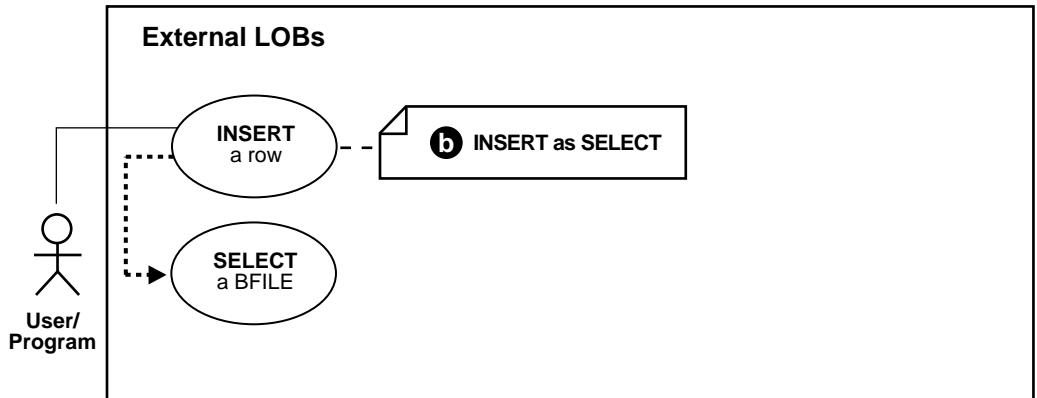 External LOBs
INSERT
a row
b INSERT as SELECT
SELECT
a BFILE
User/
Program